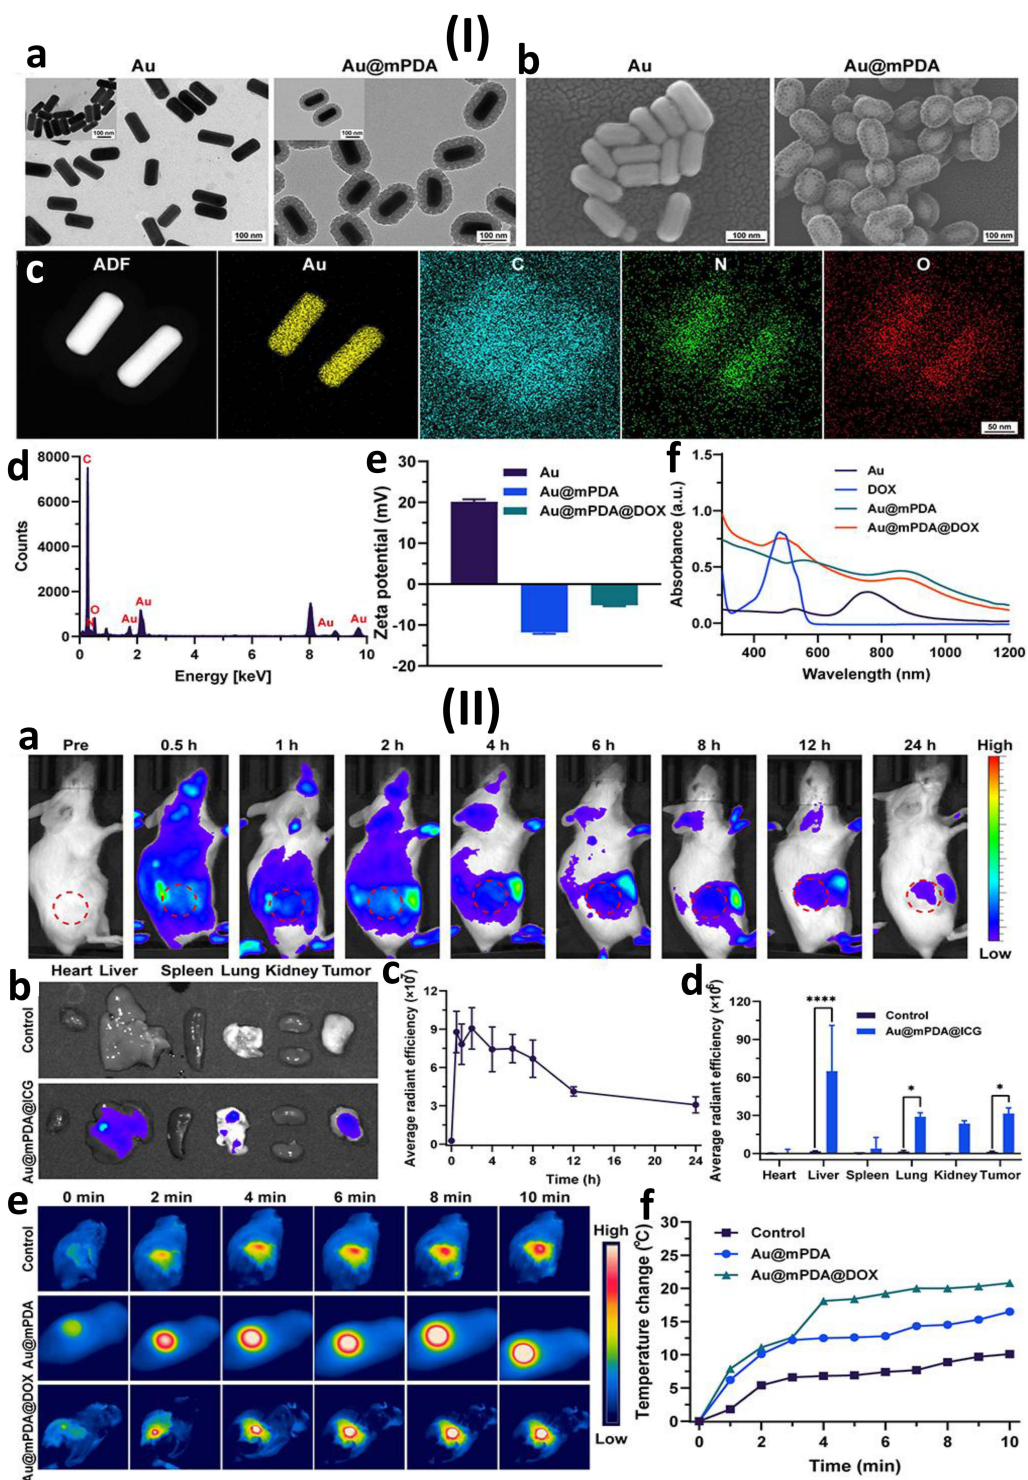 (I)
a
Au
Au@mPDA
b
Au
Au@mPDA
100 nm
100 nm
100 nm
100 nm
100 nm
100 nm
c
ADF
Au
C
N
O
50 nm
d
8000
6000
4000
2000
0
Counts
C
N
O
Au
Au
Au
Au
0 2 4 6 8 10
Energy [keV]
e
30
20
10
0
-10
-20
Zeta potential (mV)
Au
Au@mPDA
Au@mPDA@DOX
f
1.5
1.0
0.5
0.0
Absorbance (a.u.)
Au
DOX
Au@mPDA
Au@mPDA@DOX
400 600 800 1000 1200
Wavelength (nm)
(II)
a
Pre 0.5 h 1 h 2 h 4 h 6 h 8 h 12 h 24 h
High
Low
b
Heart Liver Spleen Lung Kidney Tumor
Control
Au@mPDA@ICG
c
Average radiant efficiency (×10⁷)
12
9
6
3
0
0 4 8 12 16 20 24
Time (h)
d
Average radiant efficiency (×10⁶)
120
90
60
30
0
Control
Au@mPDA@ICG
****
*
*
Heart Liver Spleen Lung Kidney Tumor
e
0 min 2 min 4 min 6 min 8 min 10 min
Control
Au@mPDA
Au@mPDA@DOX
High
Low
f
Temperature change (℃)
30
25
20
15
10
5
0
Control
Au@mPDA
Au@mPDA@DOX
0 2 4 6 8 10
Time (min)